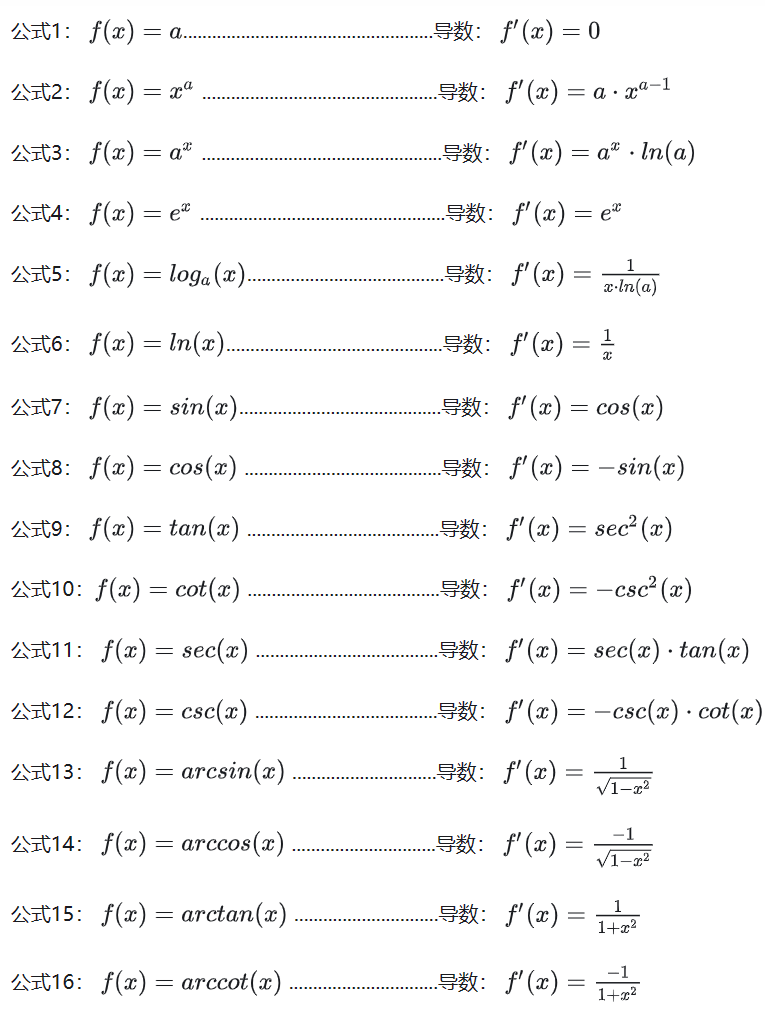 公式1： f(x) = a....................................................导数： f′(x) = 0
公式2： f(x) = x^a .................................................导数： f′(x) = a · x^{a−1}
公式3： f(x) = a^x ..................................................导数： f′(x) = a^x · ln(a)
公式4： f(x) = e^x ...................................................导数： f′(x) = e^x
公式5： f(x) = log_a(x).........................................导数： f′(x) = \frac{1}{x·ln(a)}
公式6： f(x) = ln(x).............................................导数： f′(x) = \frac{1}{x}
公式7： f(x) = sin(x)..........................................导数： f′(x) = cos(x)
公式8： f(x) = cos(x) .........................................导数： f′(x) = −sin(x)
公式9： f(x) = tan(x) ........................................导数： f′(x) = sec^2(x)
公式10：f(x) = cot(x) ........................................导数： f′(x) = −csc^2(x)
公式11： f(x) = sec(x) ......................................导数： f′(x) = sec(x) · tan(x)
公式12： f(x) = csc(x) ......................................导数： f′(x) = −csc(x) · cot(x)
公式13： f(x) = arcsin(x) ..............................导数： f′(x) = \frac{1}{\sqrt{1−x^2}}
公式14： f(x) = arccos(x) ..............................导数： f′(x) = \frac{−1}{\sqrt{1−x^2}}
公式15： f(x) = arctan(x) ..............................导数： f′(x) = \frac{1}{1+x^2}
公式16： f(x) = arccot(x) ...............................导数： f′(x) = \frac{−1}{1+x^2}